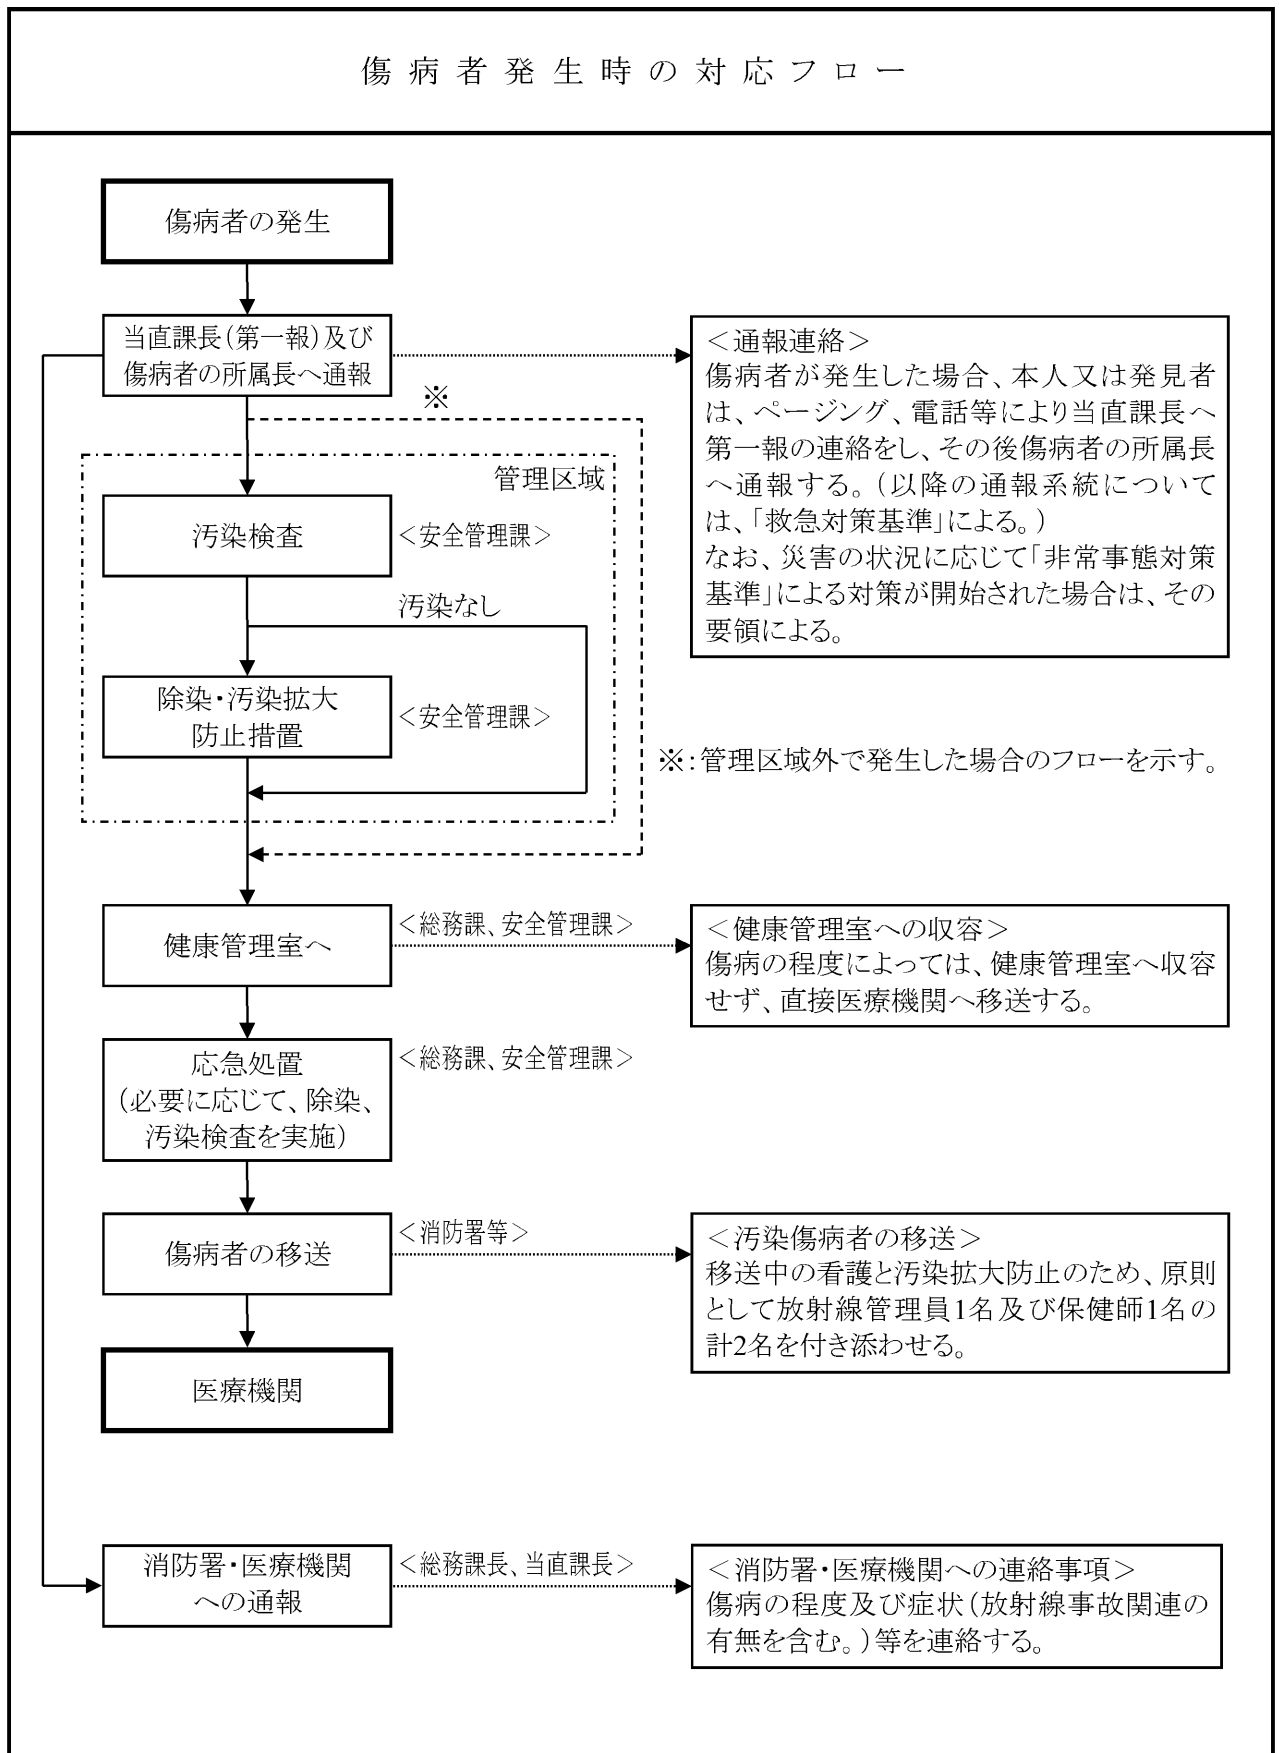 傷病者発生時の対応フロー
傷病者の発生
当直課長(第一報)及び
傷病者の所属長へ通報
※
<通報連絡>
傷病者が発生した場合、本人又は発見者
は、ページング、電話等により当直課長へ
第一報の連絡をし、その後傷病者の所属長
へ通報する。(以降の通報系統について
は、「救急対策基準」による。)
なお、災害の状況に応じて「非常事態対策
基準」による対策が開始された場合は、その
要領による。
管理区域
汚染検査
<安全管理課>
汚染なし
除染・汚染拡大
防止措置
<安全管理課>
※:管理区域外で発生した場合のフローを示す。
健康管理室へ
<総務課、安全管理課>
<健康管理室への収容>
傷病の程度によっては、健康管理室へ収容
せず、直接医療機関へ移送する。
応急処置
(必要に応じて、除染、
汚染検査を実施)
<総務課、安全管理課>
傷病者の移送
<消防署等>
<汚染傷病者の移送>
移送中の看護と汚染拡大防止のため、原則
として放射線管理員1名及び保健師1名の
計2名を付き添わせる。
医療機関
消防署・医療機関
への通報
<総務課長、当直課長>
<消防署・医療機関への連絡事項>
傷病の程度及び症状(放射線事故関連の
有無を含む。)等を連絡する。